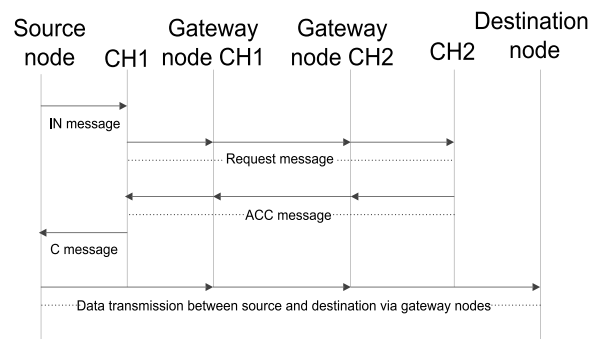 Source node
CH1
Gateway node CH1
Gateway node CH2
CH2
Destination node
IN message
Request message
ACC message
C message
Data transmission between source and destination via gateway nodes